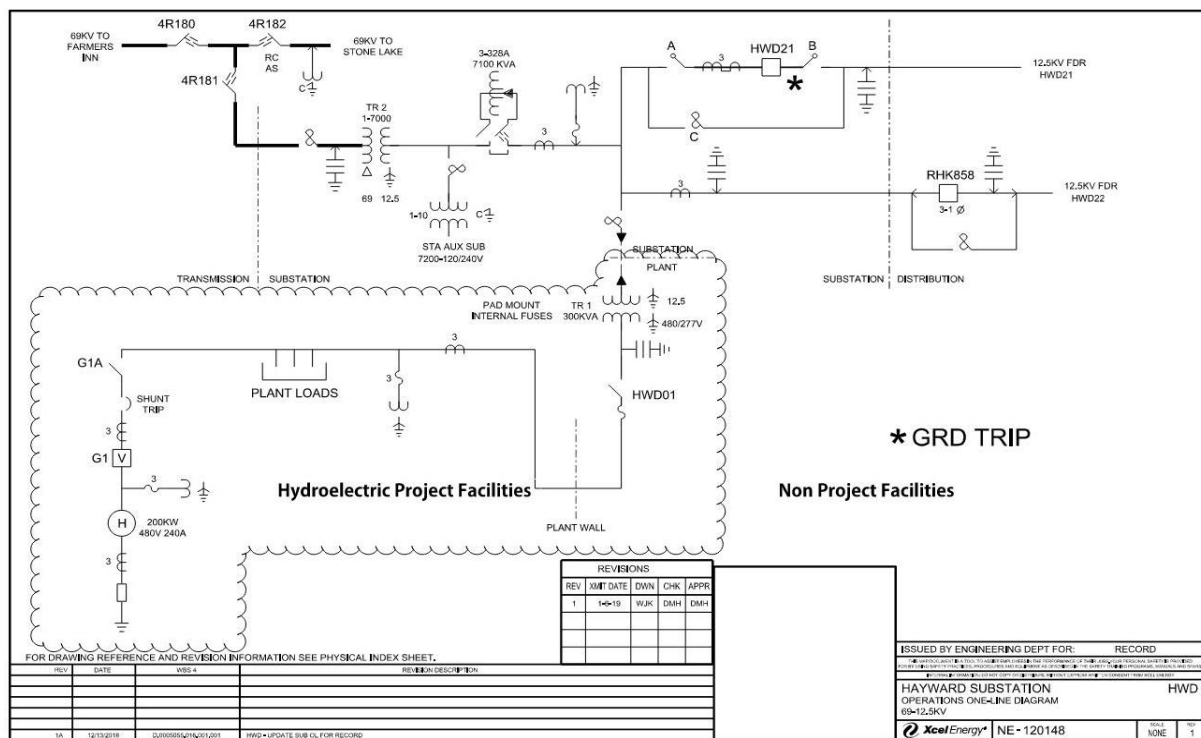 4R180
4R182
69KV TO
FARMERS
INN
69KV TO
STONE LAKE
RC
AS
4R181
C
3-328A
7100 KVA
TR 2
1-7000
3
69 12.5
1-10
C
STA AUX SUB
7200-120/240V
A
3
HWD21
B
*
C
12.5KV FDR
HWD21
3
RHK858
3-1 Ø
12.5KV FDR
HWD22
TRANSMISSION
SUBSTATION
SUBSTATION
PLANT
SUBSTATION
DISTRIBUTION
PAD MOUNT
INTERNAL FUSES
TR 1
300KVA
12.5
480/277V
G1A
PLANT LOADS
3
3
HWD01
SHUNT
TRIP
3
G1
V
3
H
200KW
480V 240A
3
Hydroelectric Project Facilities
PLANT WALL
* GRD TRIP
Non Project Facilities
REVISIONS
REV XMIT DATE DWN CHK APPR
1 1-6-19 WJK DMH DMH
FOR DRAWING REFERENCE AND REVISION INFORMATION SEE PHYSICAL INDEX SHEET.
REV DATE WBS 4 REVISION DESCRIPTION
1A 12/13/2018 HWD - UPDATE SUB OL FOR RECORD
ISSUED BY ENGINEERING DEPT FOR: RECORD
HAYWARD SUBSTATION HWD
OPERATIONS ONE-LINE DIAGRAM
69-12.5KV
Xcel Energy
NE-120148
SCALE
NONE
REV
1